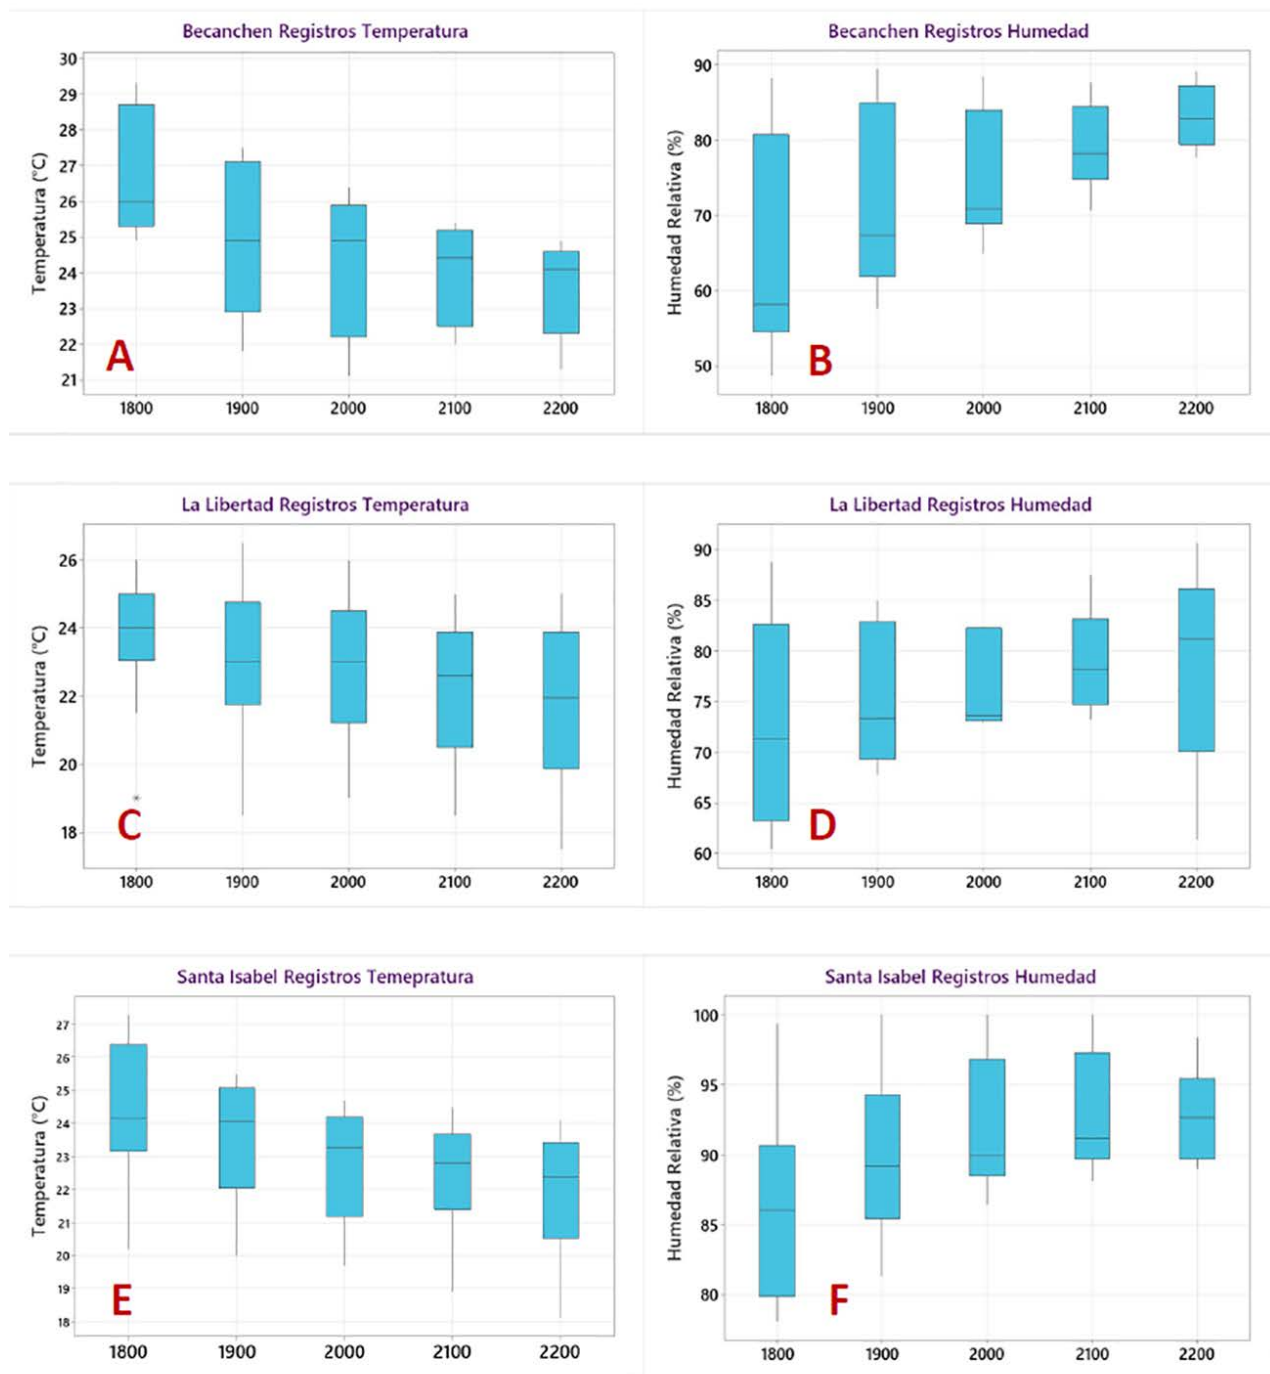 Becanchen Registros Temperatura
Temperatura (°C)
30
29
28
27
26
25
24
23
22
21
A
1800 1900 2000 2100 2200
Becanchen Registros Humedad
Humedad Relativa (%)
90
80
70
60
50
B
1800 1900 2000 2100 2200
La Libertad Registros Temperatura
Temperatura (°C)
26
24
22
20
18
C
1800 1900 2000 2100 2200
La Libertad Registros Humedad
Humedad Relativa (%)
90
85
80
75
70
65
60
D
1800 1900 2000 2100 2200
Santa Isabel Registros Temepratura
Temperatura (°C)
27
26
25
24
23
22
21
20
19
18
E
1800 1900 2000 2100 2200
Santa Isabel Registros Humedad
Humedad Relativa (%)
100
95
90
85
80
F
1800 1900 2000 2100 2200